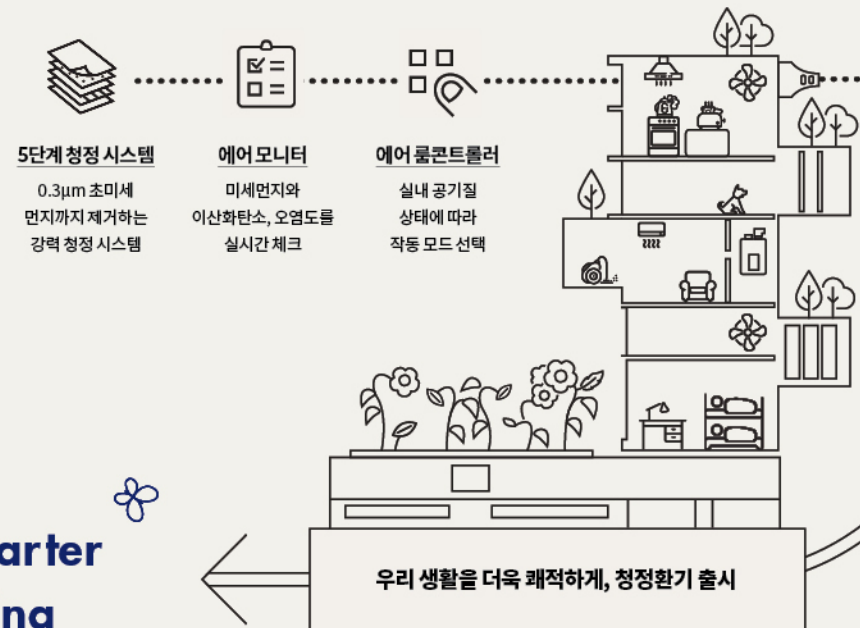 5단계 청정 시스템
0.3μm 초미세
먼지까지 제거하는
강력 청정 시스템
에어 모니터
미세먼지와
이산화탄소, 오염도를
실시간 체크
에어 룸콘트롤러
실내 공기질
상태에 따라
작동 모드 선택
arter
ng
우리 생활을 더욱 쾌적하게, 청정환기 출시